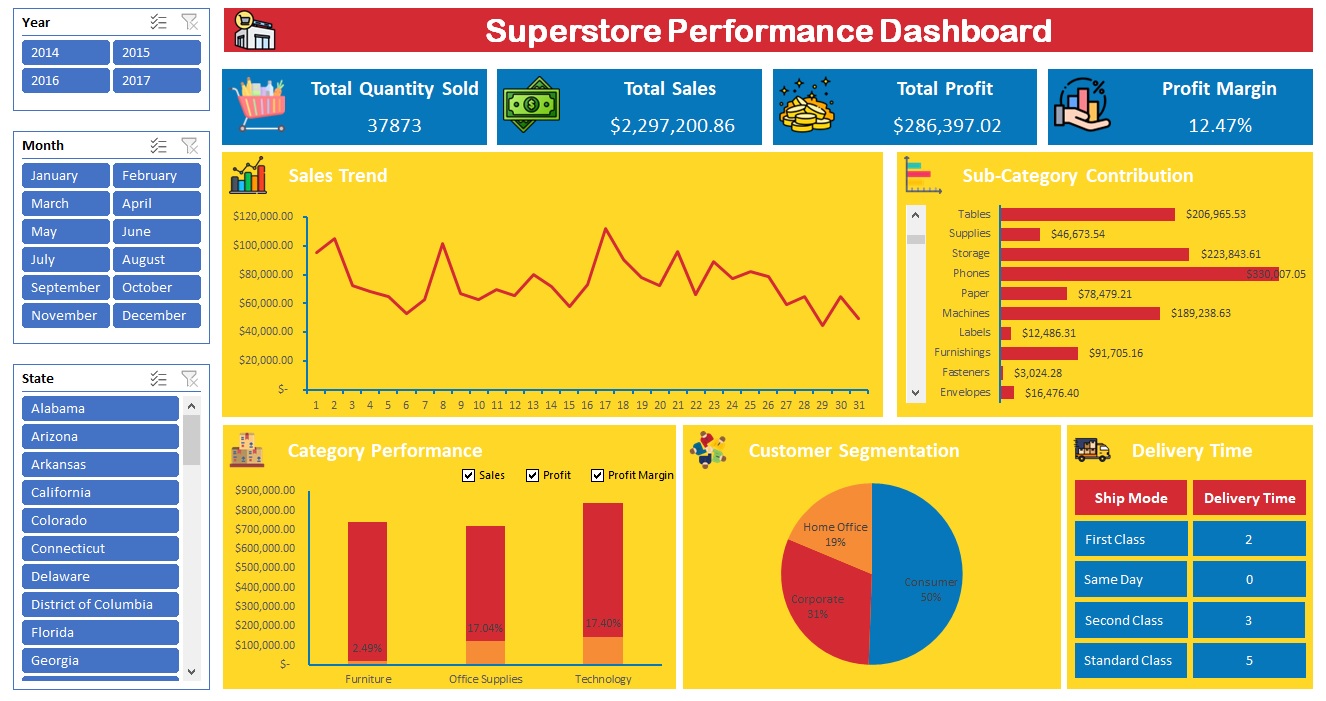 Year
2014 2015
2016 2017
Month
January February
March April
May June
July August
September October
November December
State
Alabama
Arizona
Arkansas
California
Colorado
Connecticut
Delaware
District of Columbia
Florida
Georgia
Superstore Performance Dashboard
Total Quantity Sold
37873
Total Sales
$2,297,200.86
Total Profit
$286,397.02
Profit Margin
12.47%
Sales Trend
$120,000.00
$100,000.00
$80,000.00
$60,000.00
$40,000.00
$20,000.00
$-
1 2 3 4 5 6 7 8 9 10 11 12 13 14 15 16 17 18 19 20 21 22 23 24 25 26 27 28 29 30 31
Sub-Category Contribution
Tables $206,965.53
Supplies $46,673.54
Storage $223,843.61
Phones $330,007.05
Paper $78,479.21
Machines $189,238.63
Labels $12,486.31
Furnishings $91,705.16
Fasteners $3,024.28
Envelopes $16,476.40
Category Performance
Sales Profit Profit Margin
$900,000.00
$800,000.00
$700,000.00
$600,000.00
$500,000.00
$400,000.00
$300,000.00
$200,000.00
$100,000.00
$-
2.49% 17.04% 17.40%
Furniture Office Supplies Technology
Customer Segmentation
Home Office
19%
Consumer
50%
Corporate
31%
Delivery Time
Ship Mode Delivery Time
First Class 2
Same Day 0
Second Class 3
Standard Class 5